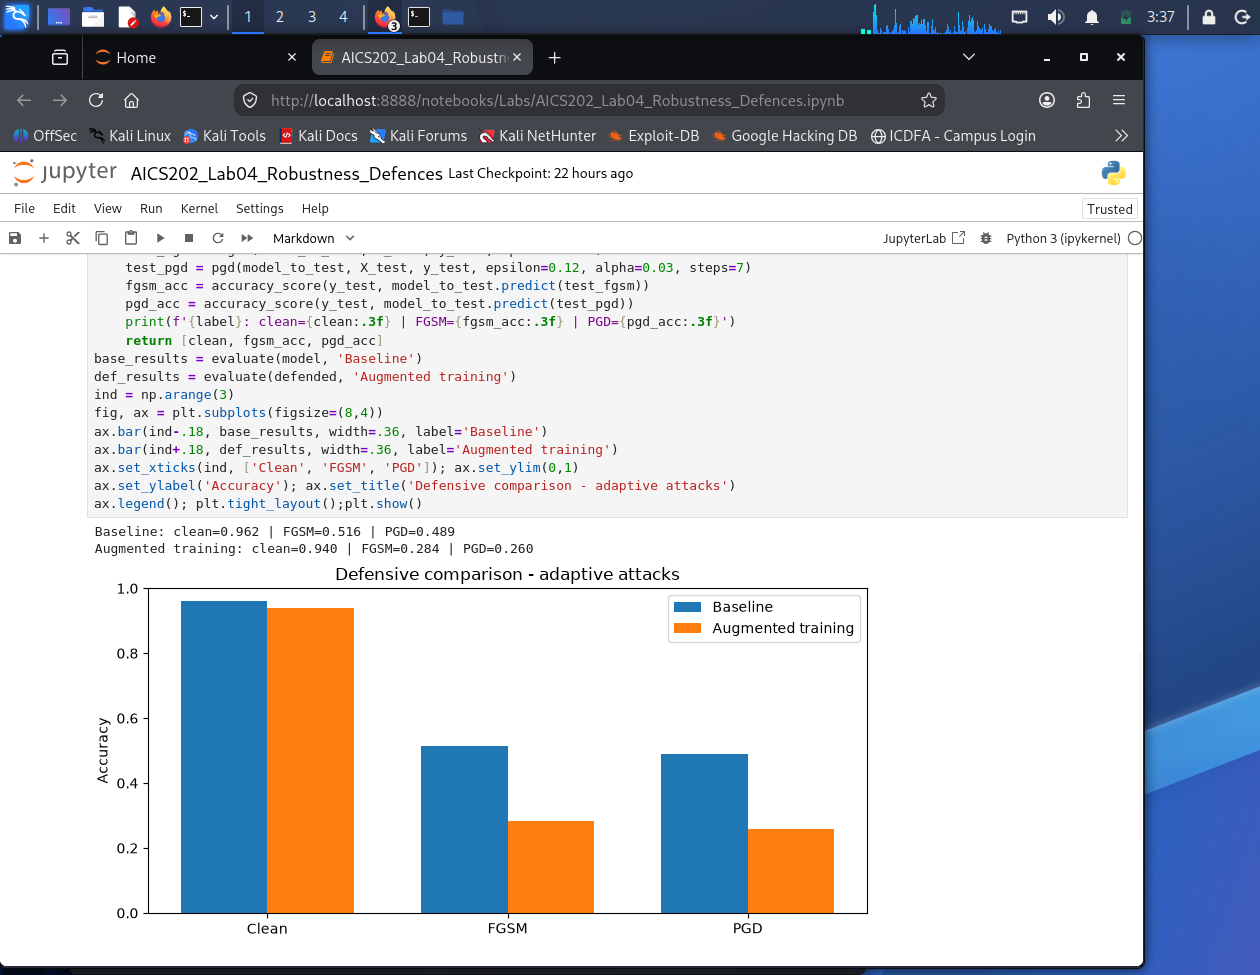 1 2 3 4 3 3:37
Home AICS202_Lab04_Robustn
http://localhost:8888/notebooks/Labs/AICS202_Lab04_Robustness_Defences.ipynb
OffSec Kali Linux Kali Tools Kali Docs Kali Forums Kali NetHunter Exploit-DB Google Hacking DB ICDFA - Campus Login
jupyter AICS202_Lab04_Robustness_Defences Last Checkpoint: 22 hours ago
File Edit View Run Kernel Settings Help Trusted
Markdown JupyterLab Python 3 (ipykernel)
test_pgd = pgd(model_to_test, X_test, y_test, epsilon=0.12, alpha=0.03, steps=7)
fgsm_acc = accuracy_score(y_test, model_to_test.predict(test_fgsm))
pgd_acc = accuracy_score(y_test, model_to_test.predict(test_pgd))
print(f'{label}: clean={clean:.3f} | FGSM={fgsm_acc:.3f} | PGD={pgd_acc:.3f}')
return [clean, fgsm_acc, pgd_acc]
base_results = evaluate(model, 'Baseline')
def_results = evaluate(defended, 'Augmented training')
ind = np.arange(3)
fig, ax = plt.subplots(figsize=(8,4))
ax.bar(ind-.18, base_results, width=.36, label='Baseline')
ax.bar(ind+.18, def_results, width=.36, label='Augmented training')
ax.set_xticks(ind, ['Clean', 'FGSM', 'PGD']); ax.set_ylim(0,1)
ax.set_ylabel('Accuracy'); ax.set_title('Defensive comparison - adaptive attacks')
ax.legend(); plt.tight_layout();plt.show()
Baseline: clean=0.962 | FGSM=0.516 | PGD=0.489
Augmented training: clean=0.940 | FGSM=0.284 | PGD=0.260
Defensive comparison - adaptive attacks
1.0
Baseline
Augmented training
0.8
0.6
Accuracy
0.4
0.2
0.0
Clean FGSM PGD